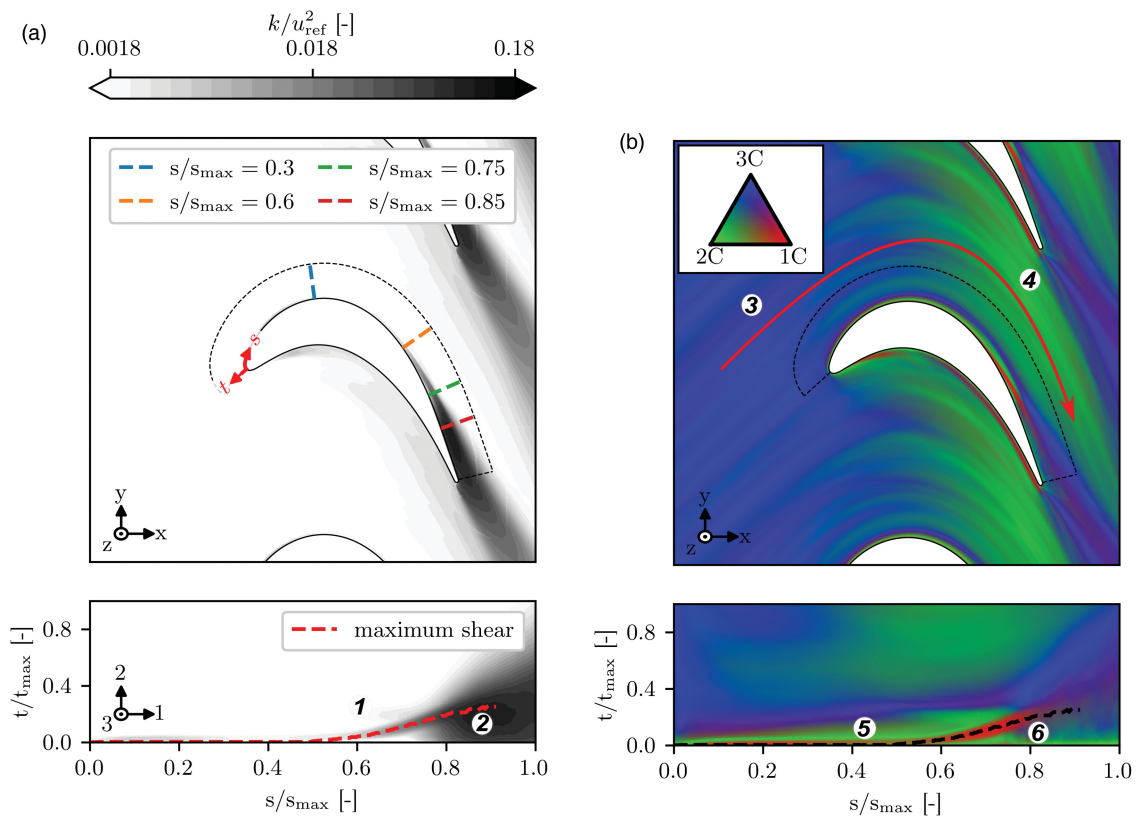 (a)
k/u²ref [-]
0.0018 0.018 0.18
s/smax = 0.3 s/smax = 0.75
s/smax = 0.6 s/smax = 0.85
s
t
y
z x
(b)
3C
2C 1C
3 4
y
z x
t/tmax [-]
0.8
0.4
0.0
maximum shear
2
3 1
1
2
0.0 0.2 0.4 0.6 0.8 1.0
s/smax [-]
t/tmax [-]
0.8
0.4
0.0
5 6
0.0 0.2 0.4 0.6 0.8 1.0
s/smax [-]